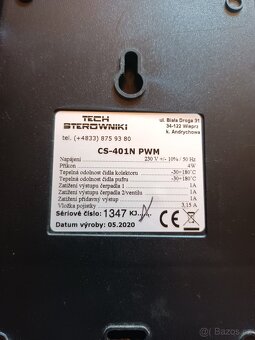 TECH
STEROWNIKI
tel. (+4833) 875 93 80
ul. Biała Droga 31
34-122 Wieprz
k. Andrychowa
CS-401N PWM
Napájení 230 V +/- 10% / 50 Hz
Příkon 4W
Tepelná odolnost čidla kolektoru -30÷180°C
Tepelná odolnost čidla pufru -30÷180°C
Zatížení výstupu čerpadla 1 1A
Zatížení výstupu čerpadla 2/ventilu 1A
Zatížení přídavný výstup 1A
Vložka pojistky 3,15 A
Sériové číslo: 1347 KJ
Datum výroby: 05.2020
CE
bazos.cz